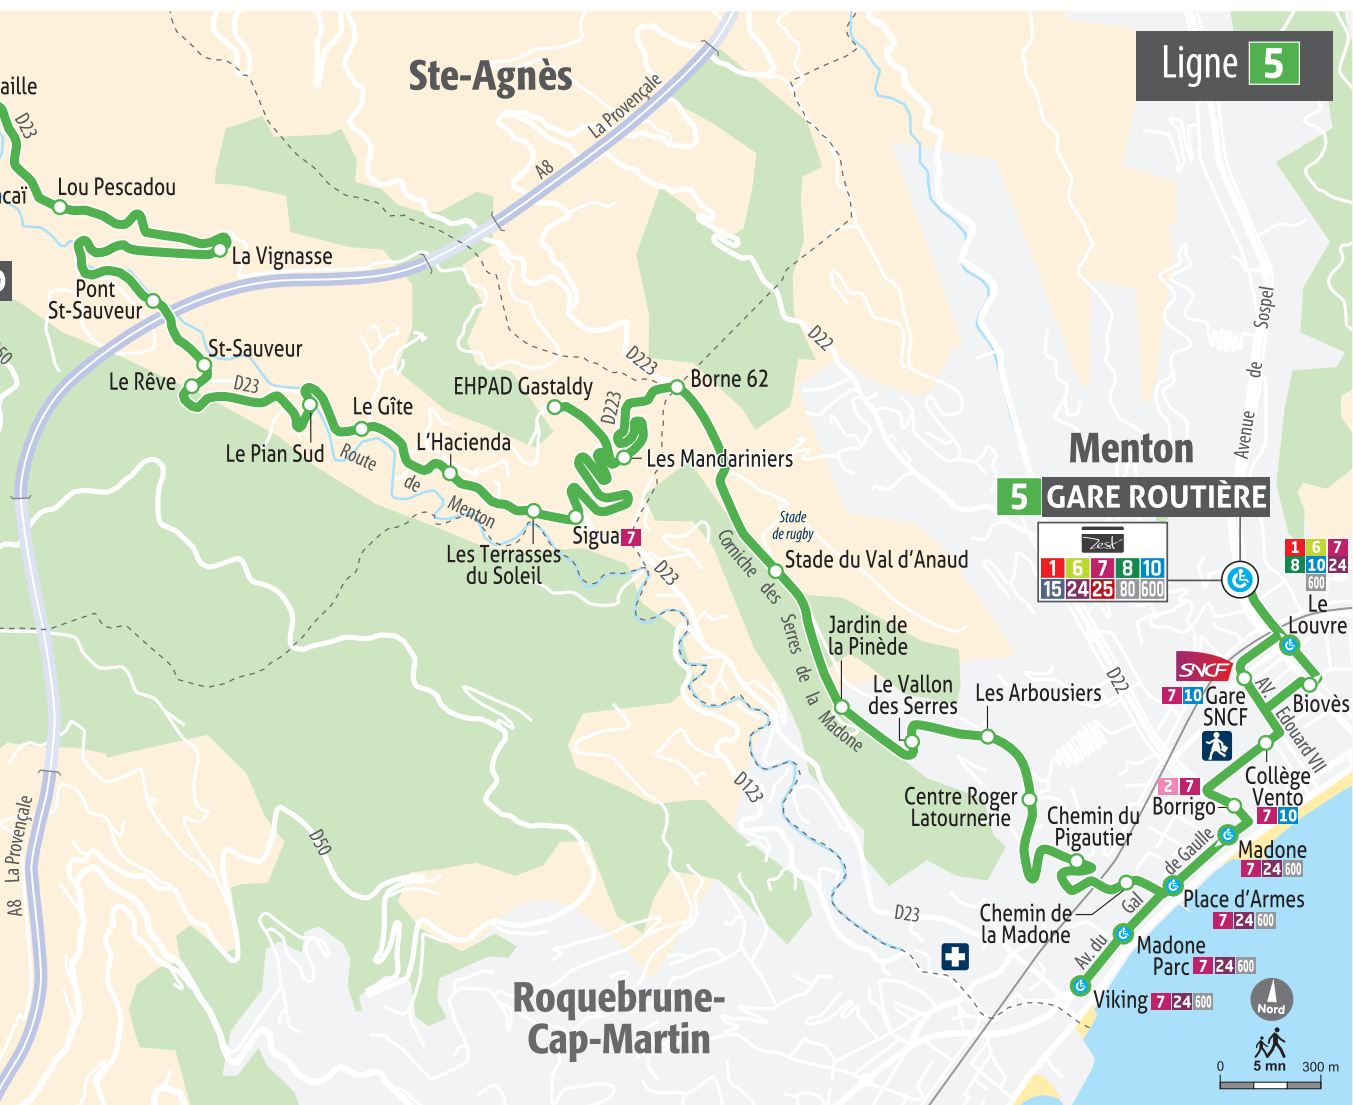 Ligne 5
Ste-Agnès
La Provençale
A8
aille
D23
caï
Lou Pescadou
La Vignasse
Pont
St-Sauveur
St-Sauveur
Le Rêve
D23
Le Pian Sud
Le Gîte
L'Hacienda
Route
de
Menton
Les Terrasses
du Soleil
Sigua 7
EHPAD Gastaldy
D223
D223
Borne 62
Les Mandariniers
D22
Stade
de rugby
Stade du Val d'Anaud
Corniche des Serres de la Madone
Jardin de
la Pinède
Le Vallon
des Serres
Les Arbousiers
Centre Roger
Latournerie
Chemin du
Pigautier
Chemin de
la Madone
Avenue de Sospel
Menton
5 GARE ROUTIÈRE
Zest
1 6 7 8 10
15 24 25 80 600
1 6 7
8 10 24
600
Le
Louvre
SNCF
7 10 Gare
SNCF
Biovès
AV. Edouard VII
Collège
Vento
7 10
2 7
Borrigo
Madone
7 24 600
Place d'Armes
7 24 600
Madone
Parc 7 24 600
Viking 7 24 600
Av. du Gal de Gaulle
D22
D23
D123
D23
D50
50
La Provençale
A8
Roquebrune-
Cap-Martin
Nord
0 5 mn 300 m